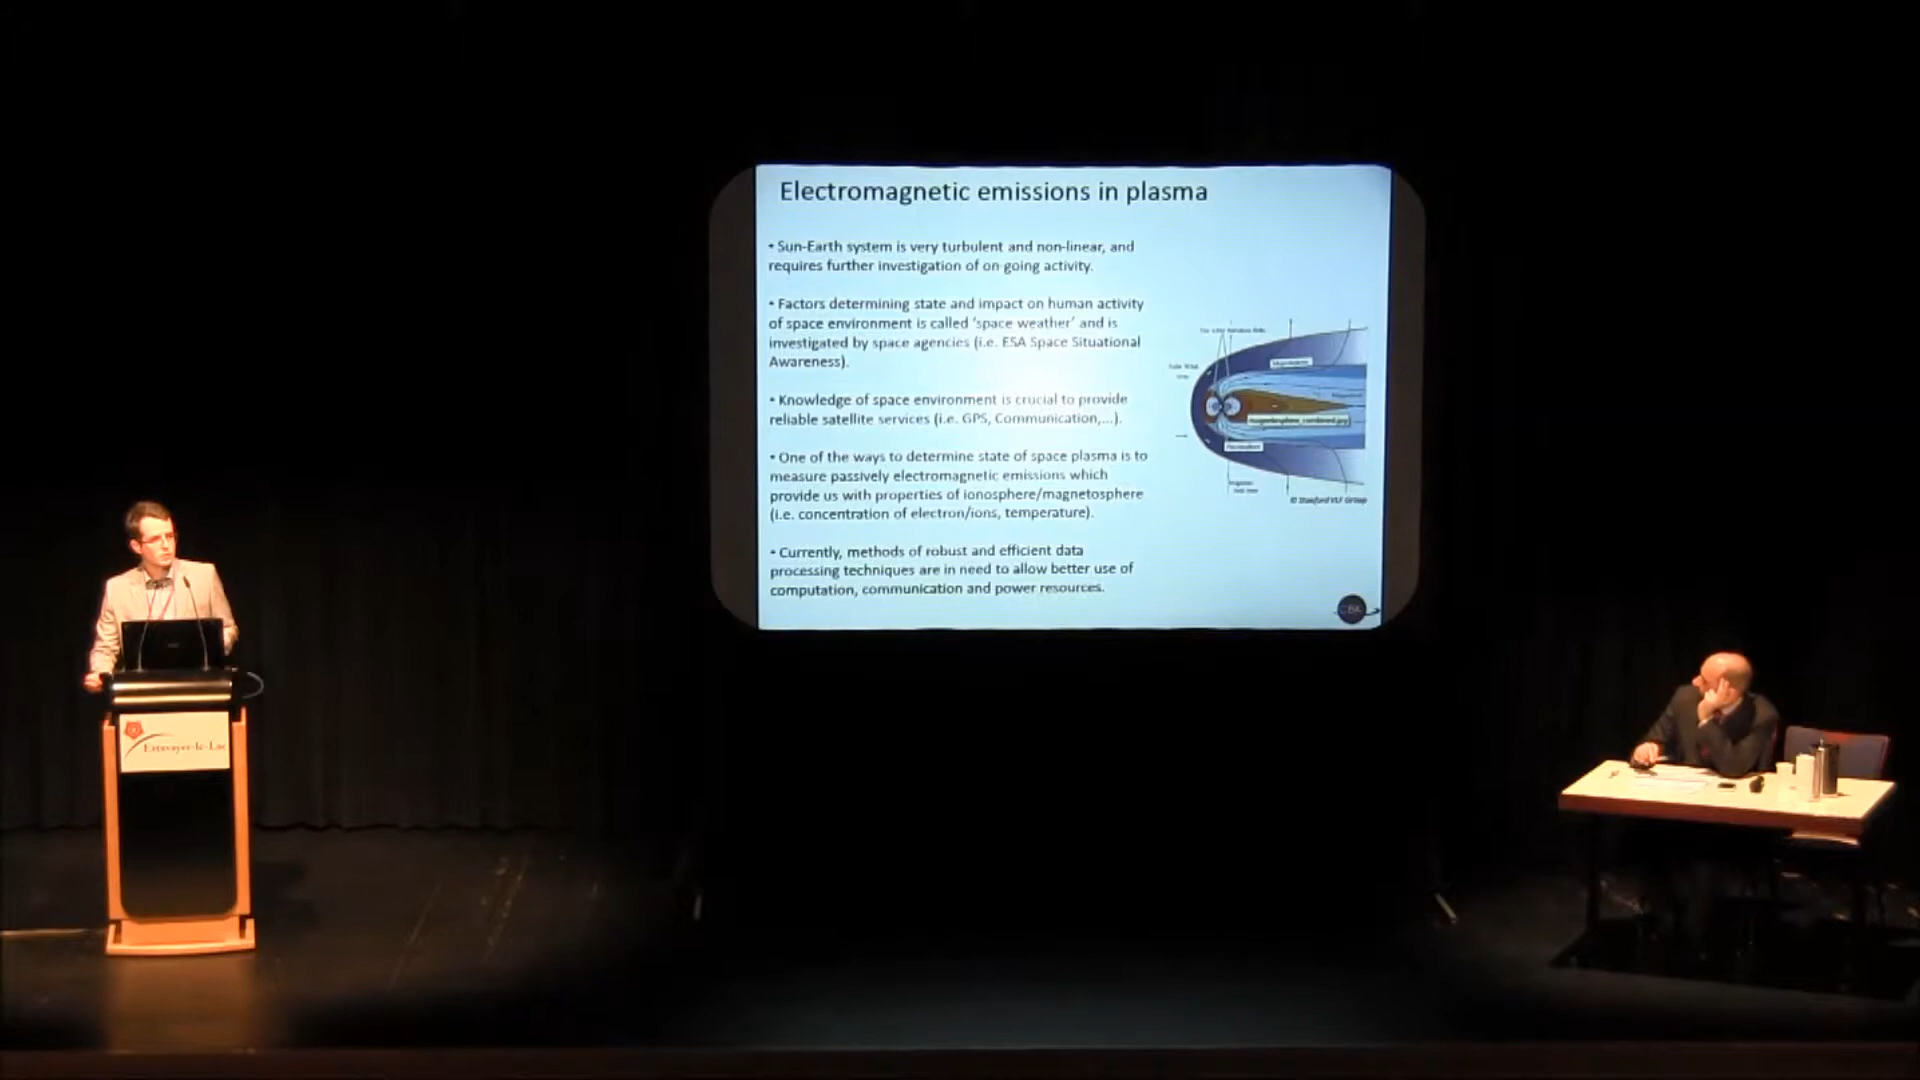 Electromagnetic emissions in plasma
• Sun-Earth system is very turbulent and non-linear, and
requires further investigation of on going activity.
• Factors determining state and impact on human activity
of space environment is called 'space weather' and is
investigated by space agencies (i.e. ESA Space Situational
Awareness).
• Knowledge of space environment is crucial to provide
reliable satellite services (i.e. GPS, Communication,...).
• One of the ways to determine state of space plasma is to
measure passively electromagnetic emissions which
provide us with properties of ionosphere/magnetosphere
(i.e. concentration of electron/ions, temperature).
• Currently, methods of robust and efficient data
processing techniques are in need to allow better use of
computation, communication and power resources.
© Stanford VLF Group
Estavayer-le-Lac